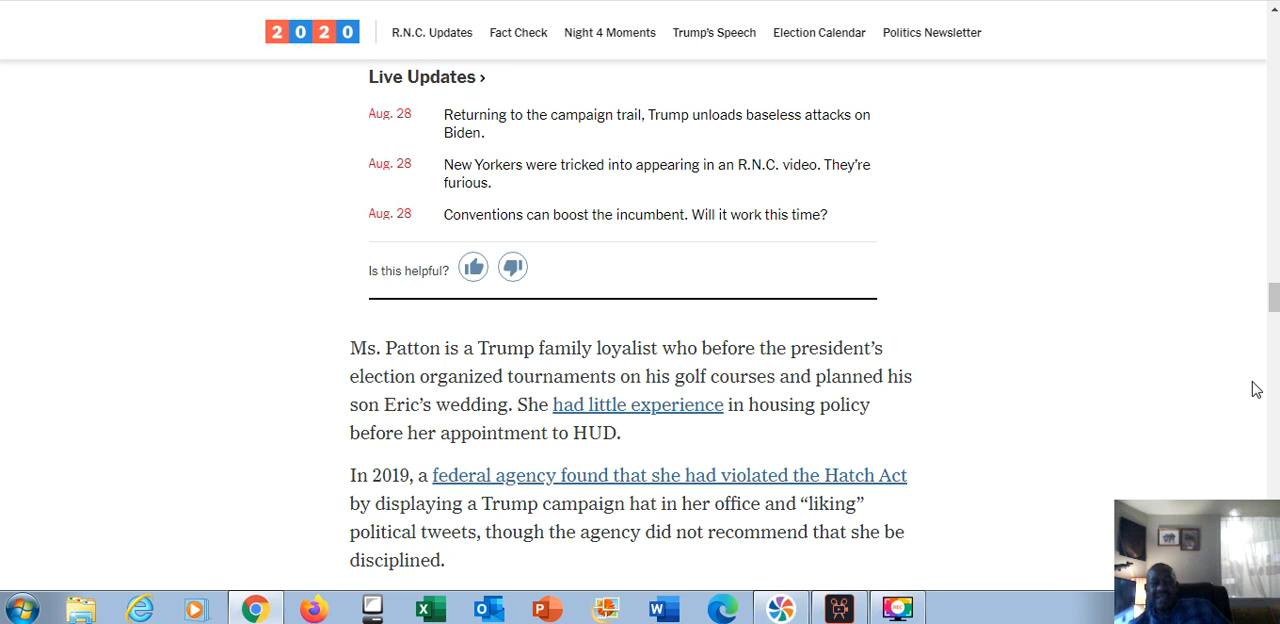 2020 R.N.C. Updates Fact Check Night 4 Moments Trump's Speech Election Calendar Politics Newsletter
Live Updates ›
Aug. 28 Returning to the campaign trail, Trump unloads baseless attacks on
Biden.
Aug. 28 New Yorkers were tricked into appearing in an R.N.C. video. They’re
furious.
Aug. 28 Conventions can boost the incumbent. Will it work this time?
Is this helpful?
Ms. Patton is a Trump family loyalist who before the president’s
election organized tournaments on his golf courses and planned his
son Eric’s wedding. She had little experience in housing policy
before her appointment to HUD.
In 2019, a federal agency found that she had violated the Hatch Act
by displaying a Trump campaign hat in her office and “liking”
political tweets, though the agency did not recommend that she be
disciplined.